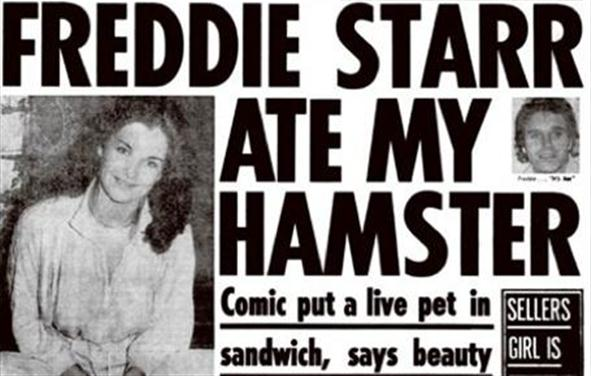 FREDDIE STARR
ATE MY
HAMSTER
Comic put a live pet in
sandwich, says beauty
SELLERS
GIRL IS